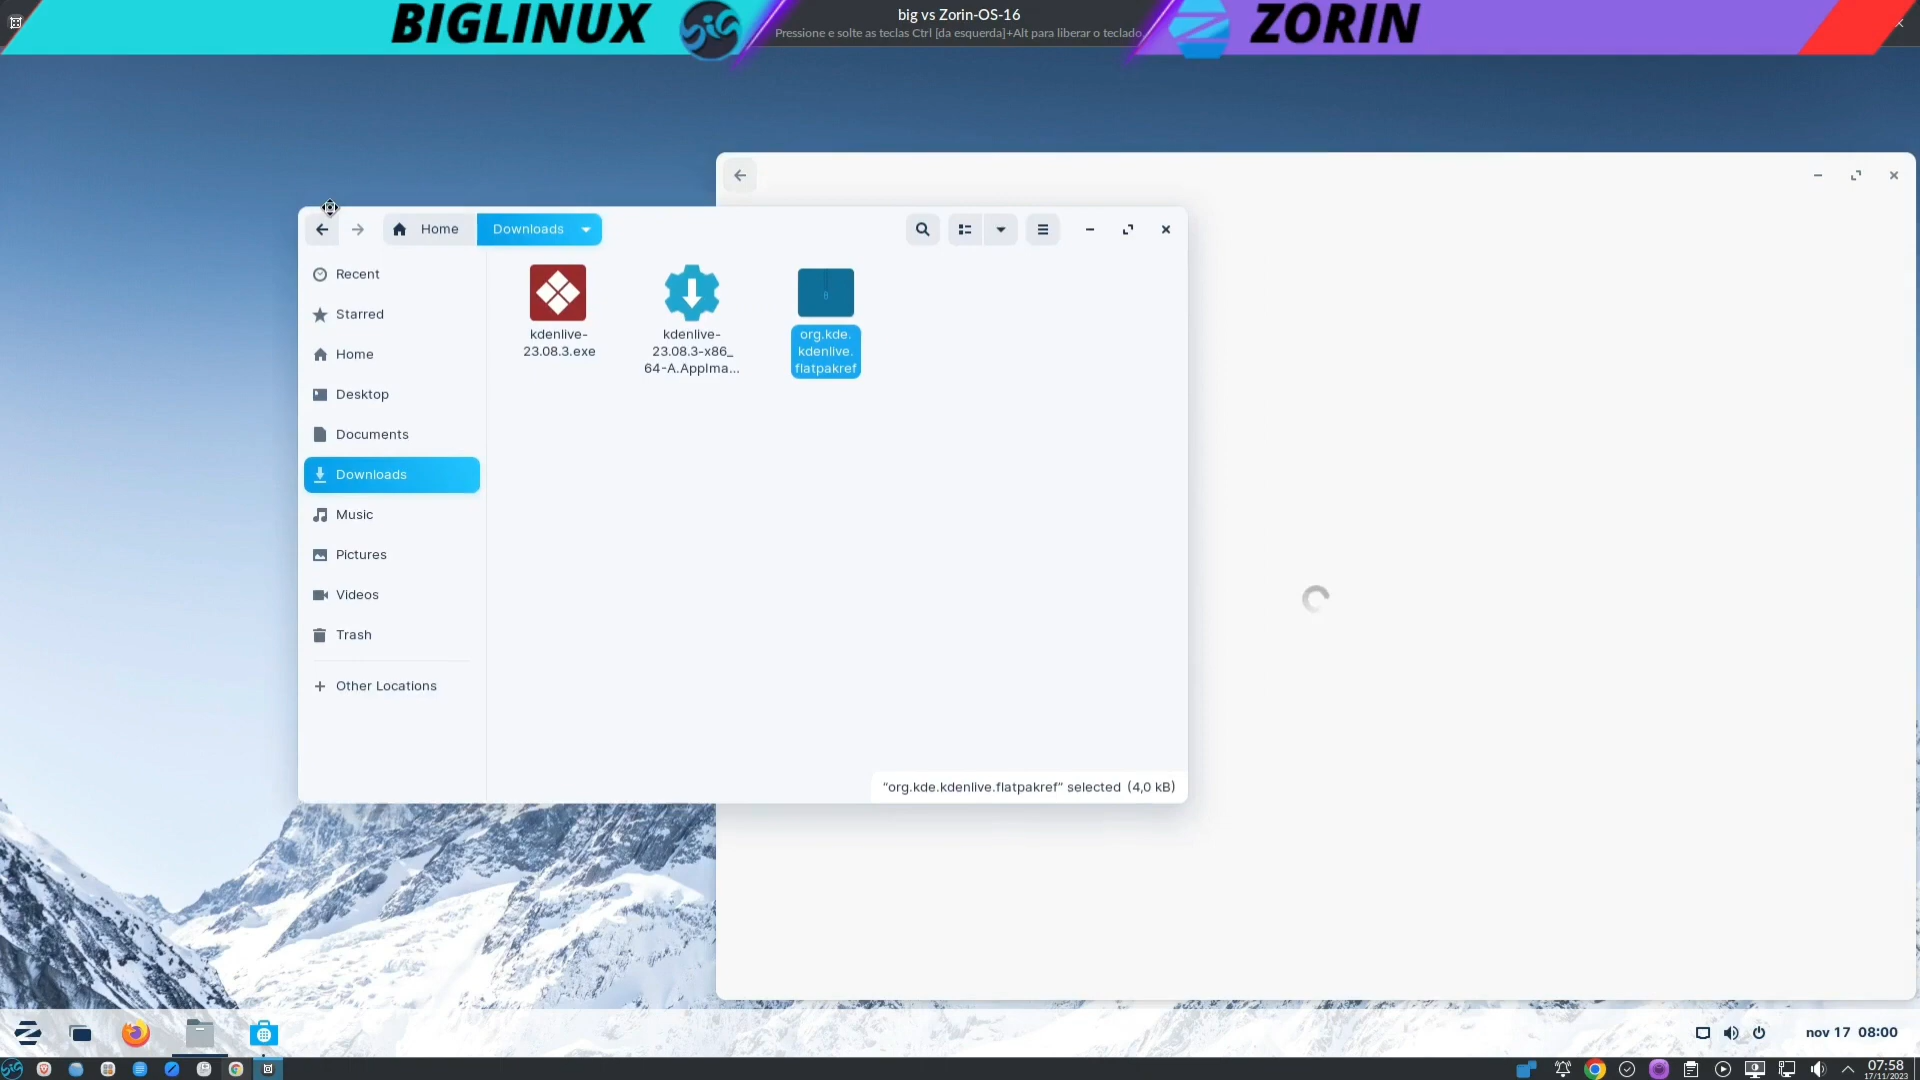 BIGLINUX
big vs Zorin-OS-16
Pressione e solte as teclas Ctrl [da esquerda]+Alt para liberar o teclado.
ZORIN
Home
Downloads
Recent
Starred
Home
Desktop
Documents
Downloads
Music
Pictures
Videos
Trash
Other Locations
kdenlive-
23.08.3.exe
kdenlive-
23.08.3-x86_
64-A.AppIma...
org.kde.
kdenlive.
flatpakref
"org.kde.kdenlive.flatpakref" selected (4,0 kB)
nov 17 08:00
07:58
17/11/2023